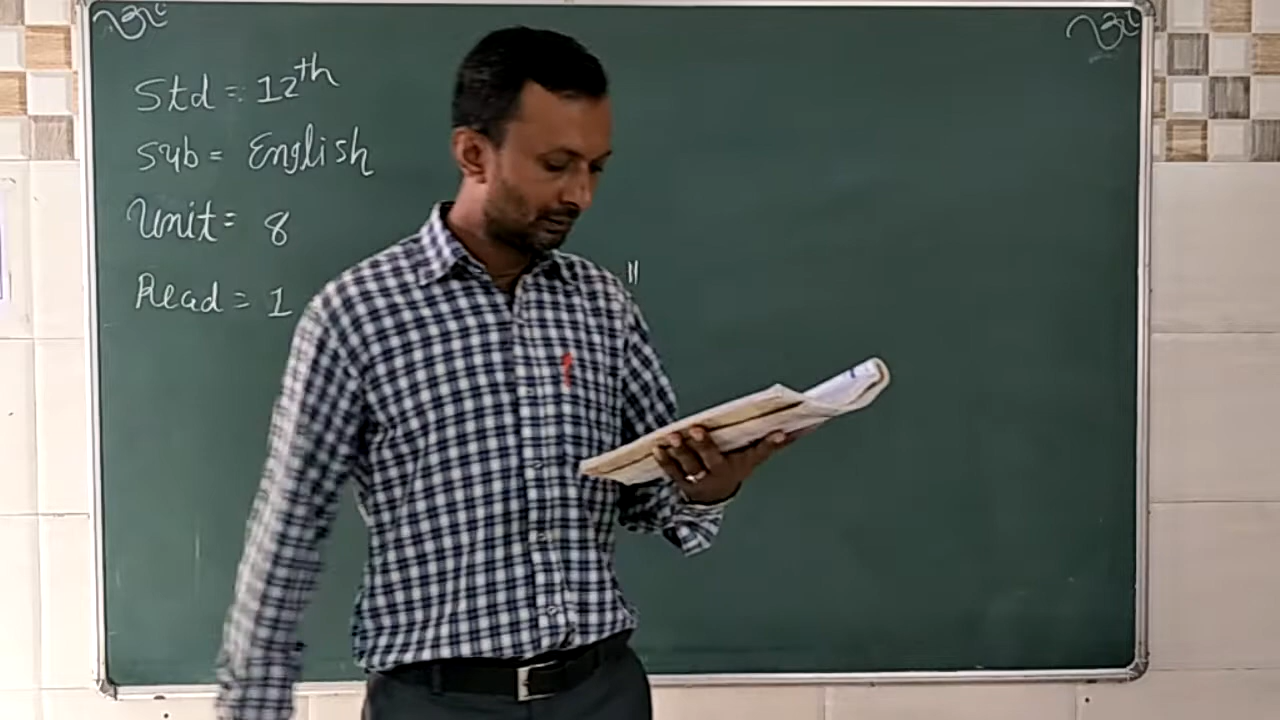 Std = 12th
Sub = English
Unit = 8
Read = 1 "